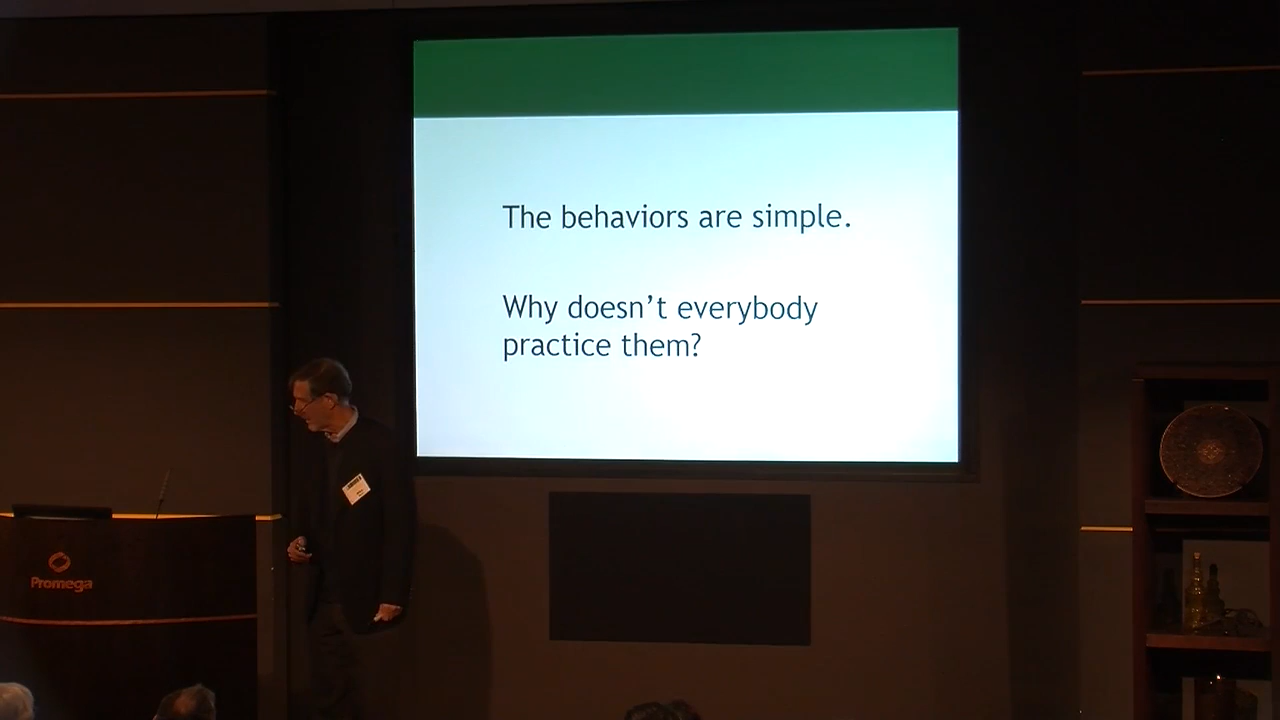 The behaviors are simple.
Why doesn’t everybody
practice them?
Promega